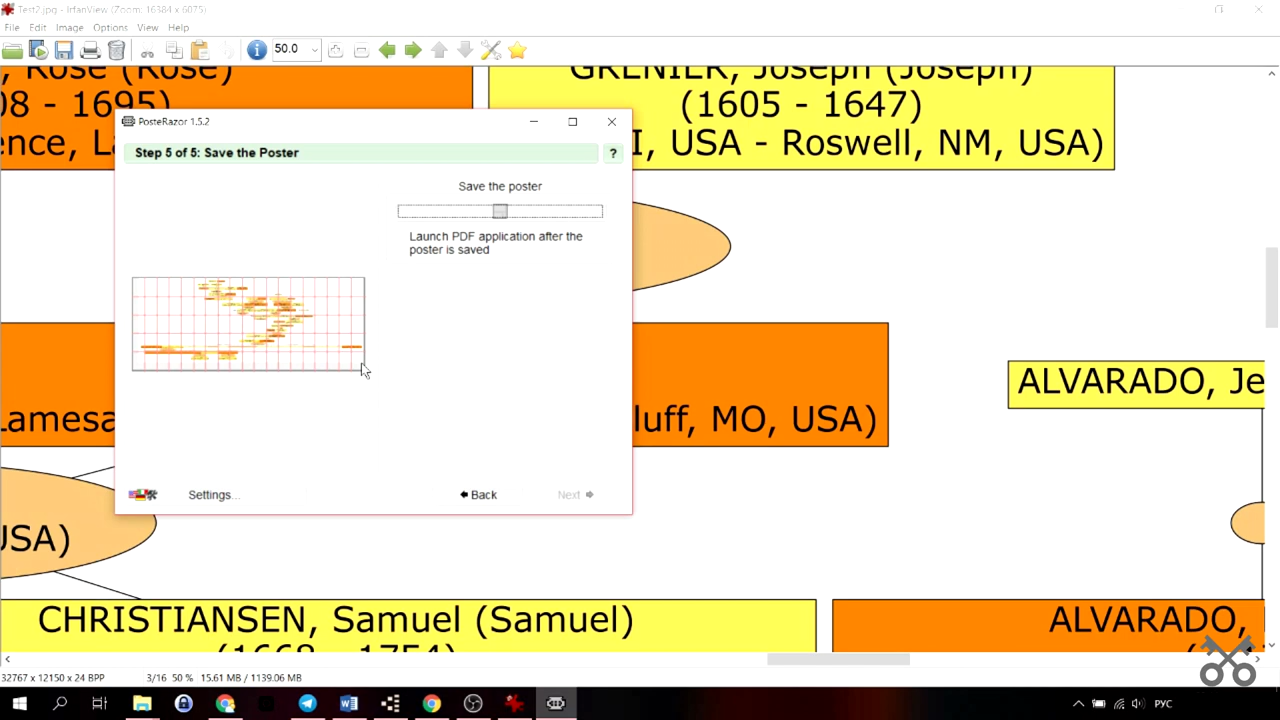 Test2.jpg - IrfanView (Zoom: 16384 x 6075)
File Edit Image Options View Help
50.0
, Rose (Rose)
08 - 1695)
ence, La
GRENIER, Joseph (Joseph)
(1605 - 1647)
I, USA - Roswell, NM, USA)
PosteRazor 1.5.2
Step 5 of 5: Save the Poster
?
Save the poster
Launch PDF application after the
poster is saved
Settings...
Back
Next
Lamesa
luff, MO, USA)
ALVARADO, Je
USA)
CHRISTIANSEN, Samuel (Samuel)
(1668 - 1754)
ALVARADO,
32767 x 12150 x 24 BPP 3/16 50 % 15.61 MB / 1139.06 MB
РУС